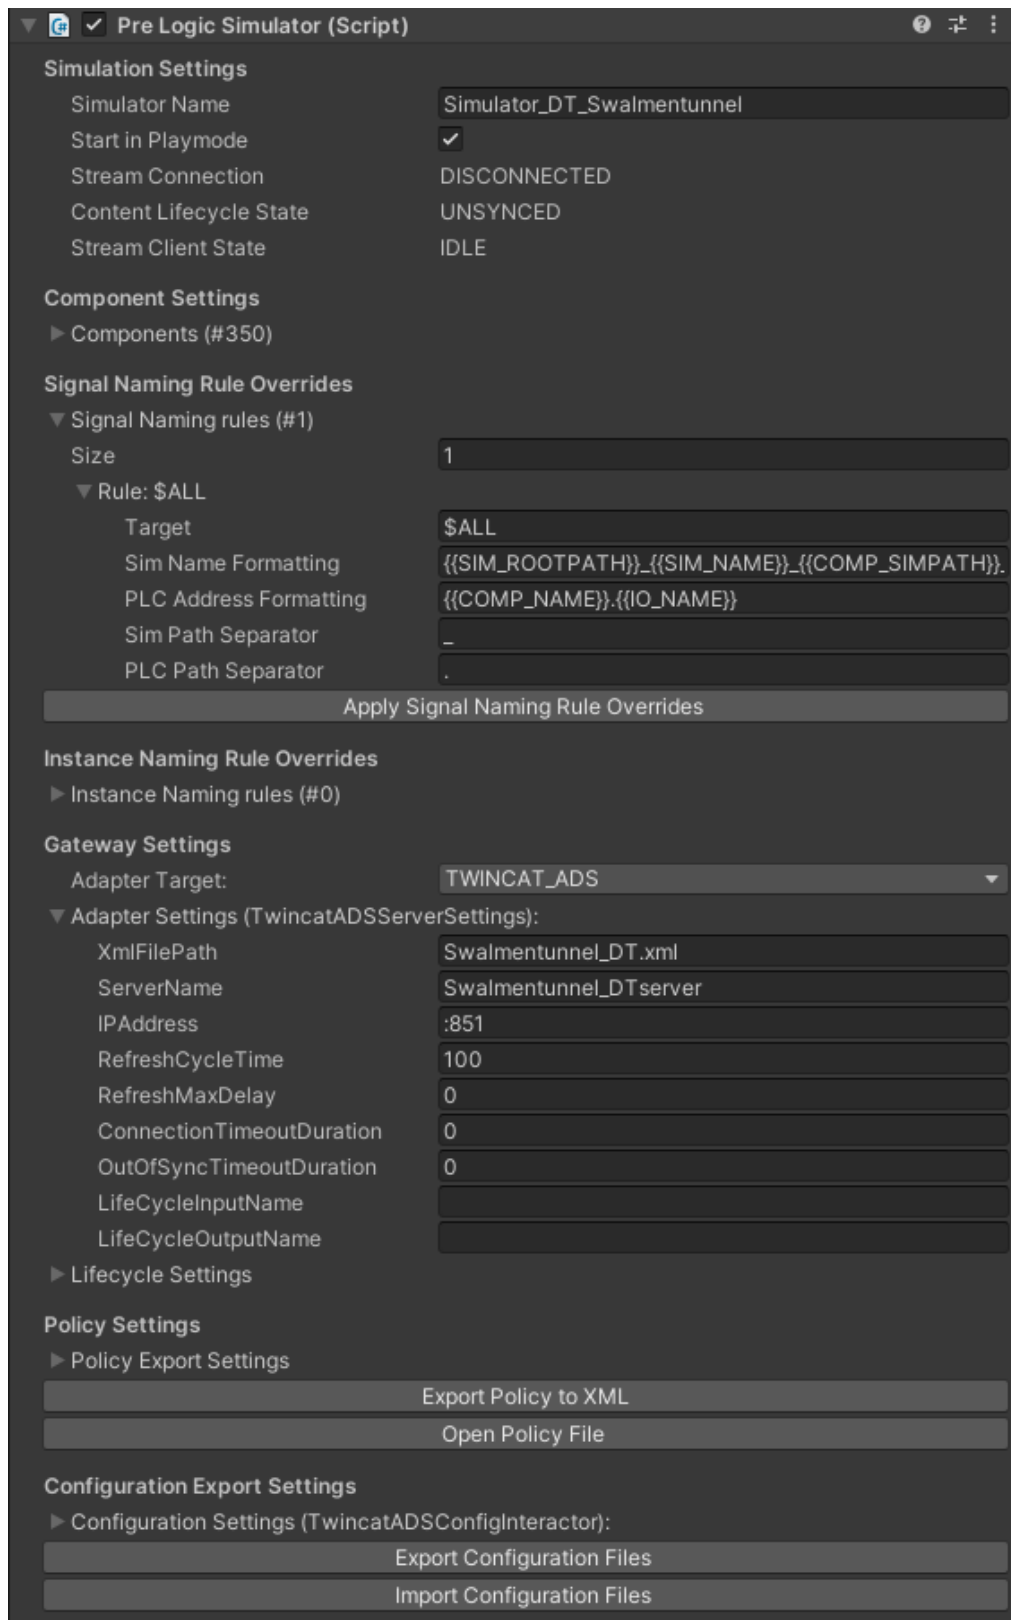 Pre Logic Simulator (Script)
Simulation Settings
Simulator Name Simulator_DT_Swalmentunnel
Start in Playmode
Stream Connection DISCONNECTED
Content Lifecycle State UNSYNCED
Stream Client State IDLE
Component Settings
Components (#350)
Signal Naming Rule Overrides
Signal Naming rules (#1)
Size 1
Rule: $ALL
Target $ALL
Sim Name Formatting {{SIM_ROOTPATH}}_{{SIM_NAME}}_{{COMP_SIMPATH}}_
PLC Address Formatting {{COMP_NAME}}.{{IO_NAME}}
Sim Path Separator _
PLC Path Separator .
Apply Signal Naming Rule Overrides
Instance Naming Rule Overrides
Instance Naming rules (#0)
Gateway Settings
Adapter Target: TWINCAT_ADS
Adapter Settings (TwincatADSServerSettings):
XmlFilePath Swalmentunnel_DT.xml
ServerName Swalmentunnel_DTserver
IPAddress :851
RefreshCycleTime 100
RefreshMaxDelay 0
ConnectionTimeoutDuration 0
OutOfSyncTimeoutDuration 0
LifeCycleInputName
LifeCycleOutputName
Lifecycle Settings
Policy Settings
Policy Export Settings
Export Policy to XML
Open Policy File
Configuration Export Settings
Configuration Settings (TwincatADSConfigInteractor):
Export Configuration Files
Import Configuration Files